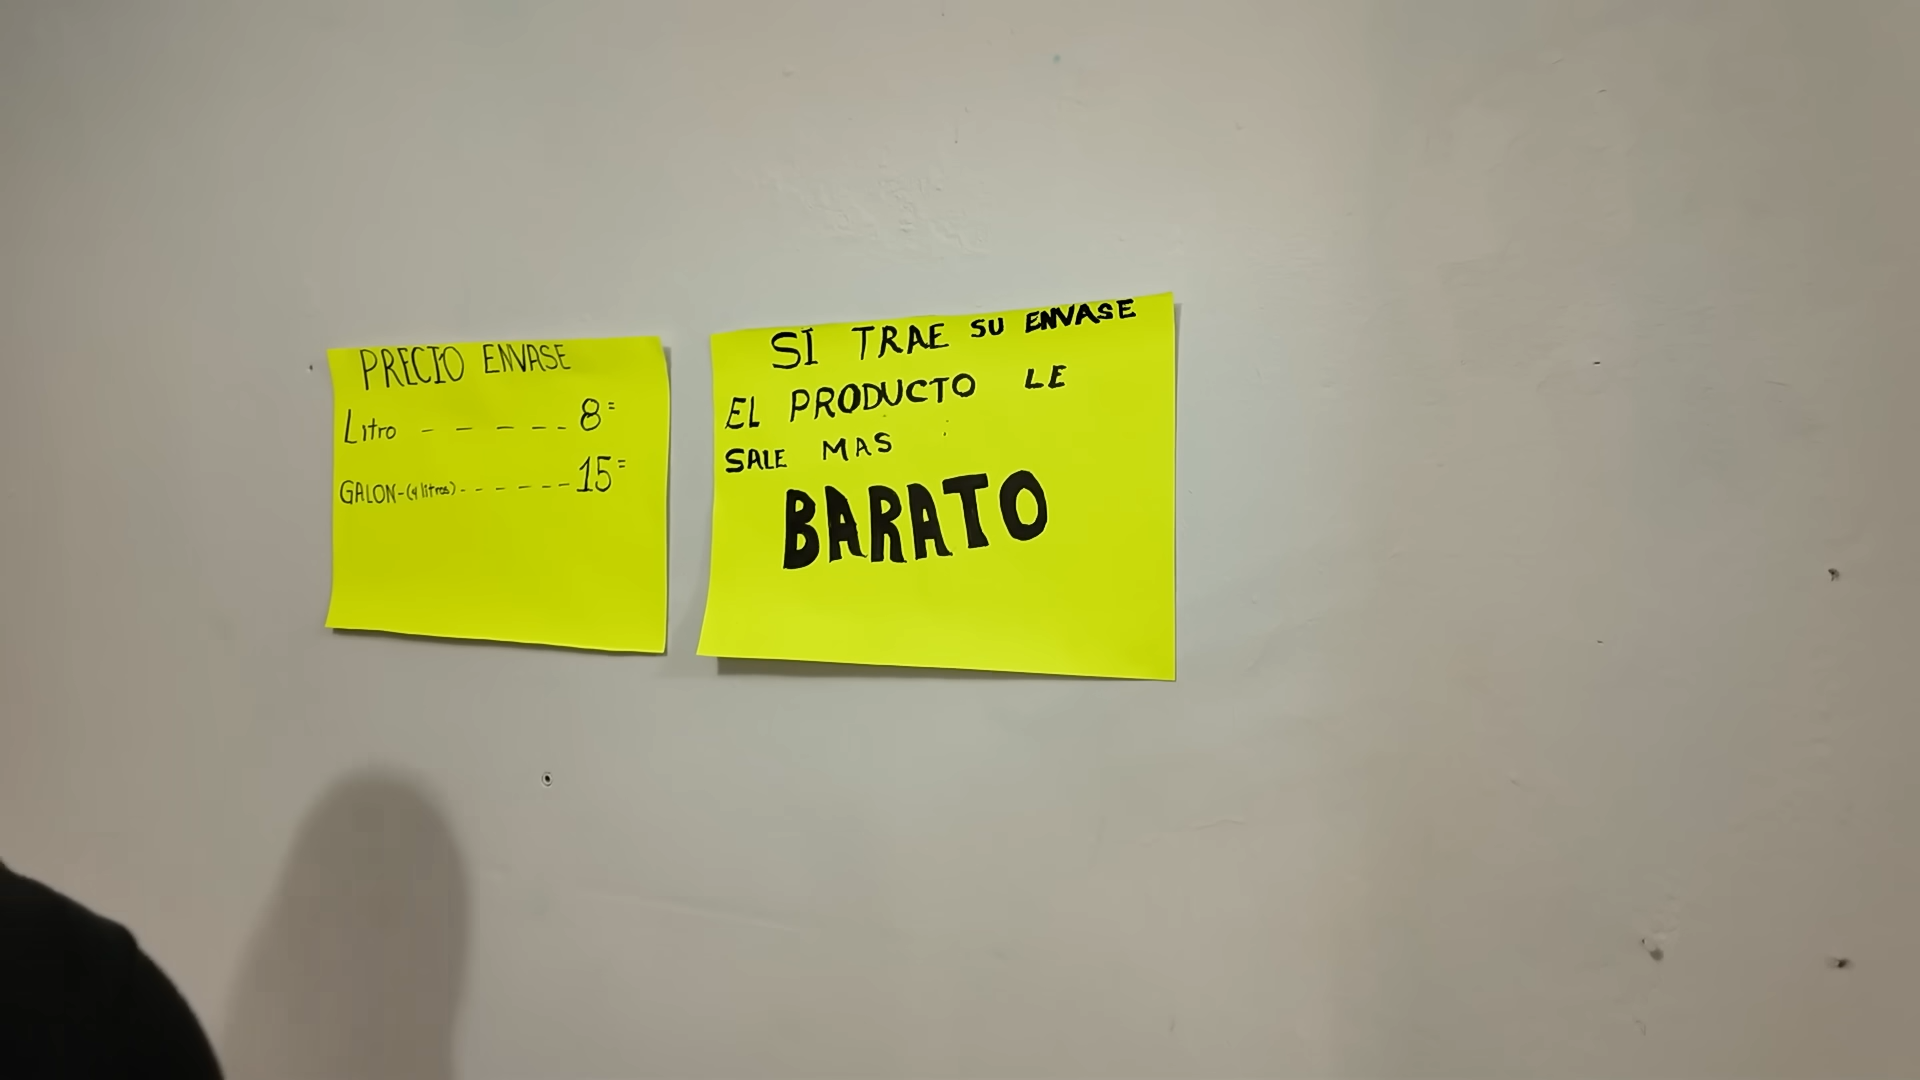 PRECIO ENVASE
Litro - - - - - - 8=
GALON-(4 litros)- - - - - - - 15=
SI TRAE SU ENVASE
EL PRODUCTO LE
SALE MAS
BARATO